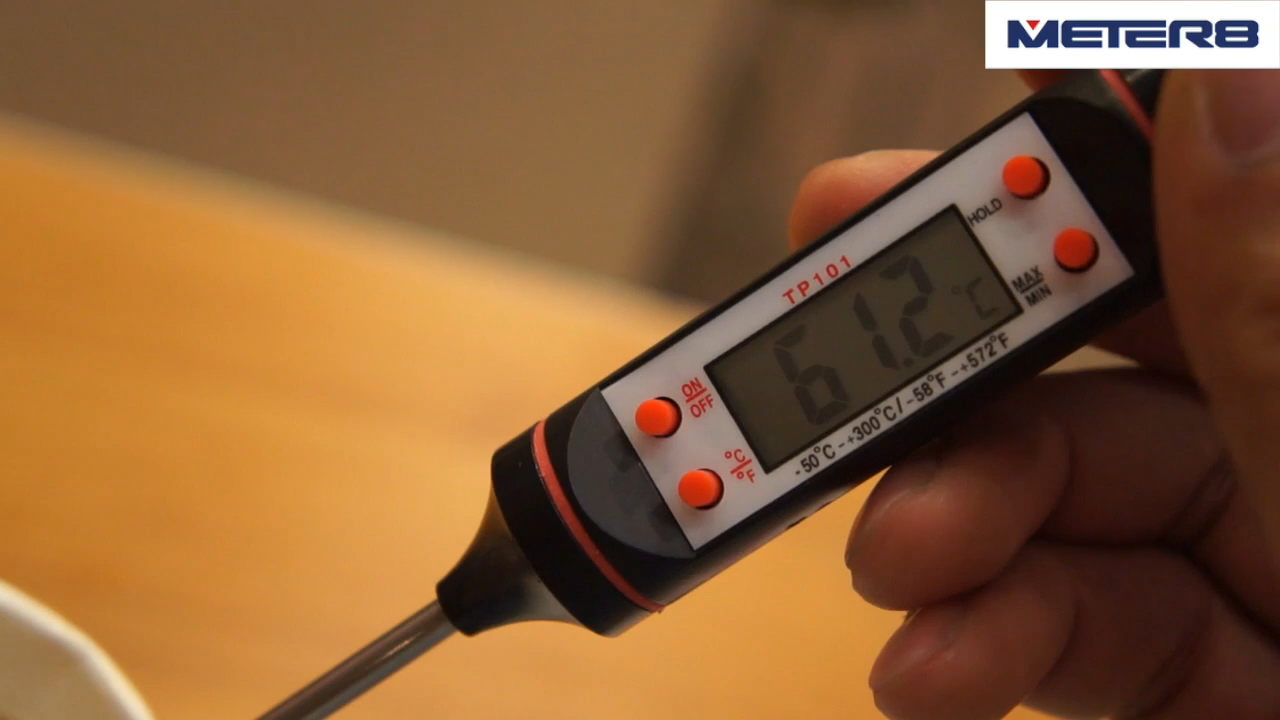 METER8
HOLD
MAX
MIN
TP101
61.2 °C
ON
OFF
°C
°F
-50°C-+300°C/-58°F-+572°F